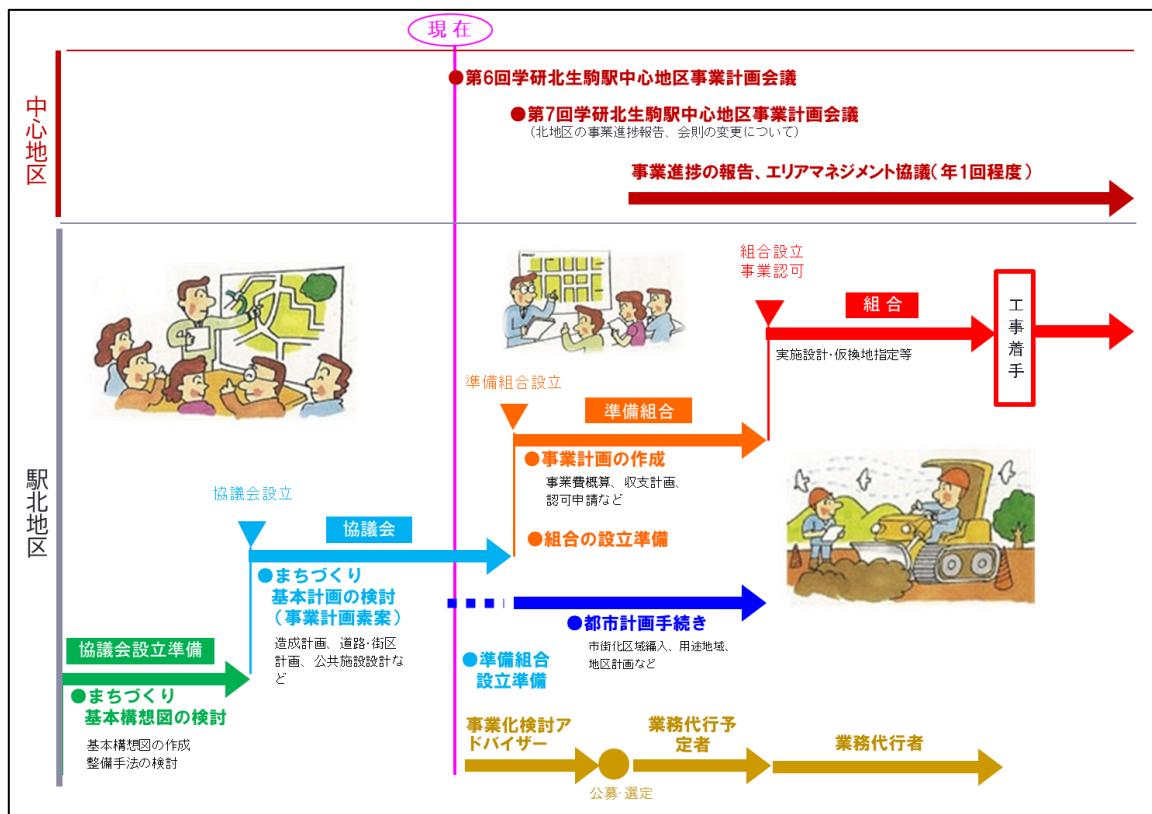 現在
中心地区
●第6回学研北生駒駅中心地区事業計画会議
●第7回学研北生駒駅中心地区事業計画会議
(北地区の事業進捗報告、会則の変更について)
事業進捗の報告、エリアマネジメント協議(年1回程度)
駅北地区
組合設立
事業認可
組合
実施設計・仮換地指定等
工事着手
準備組合設立
準備組合
●事業計画の作成
事業費概算、収支計画、
認可申請など
●組合の設立準備
協議会設立
協議会
●まちづくり
基本計画の検討
(事業計画素案)
造成計画、道路・街区
計画、公共施設設計な
ど
●都市計画手続き
市街化区域編入、用途地域、
地区計画など
●準備組合
設立準備
協議会設立準備
●まちづくり
基本構想図の検討
基本構想図の作成
整備手法の検討
事業化検討ア
ドバイザー
公募・選定
業務代行予
定者
業務代行者